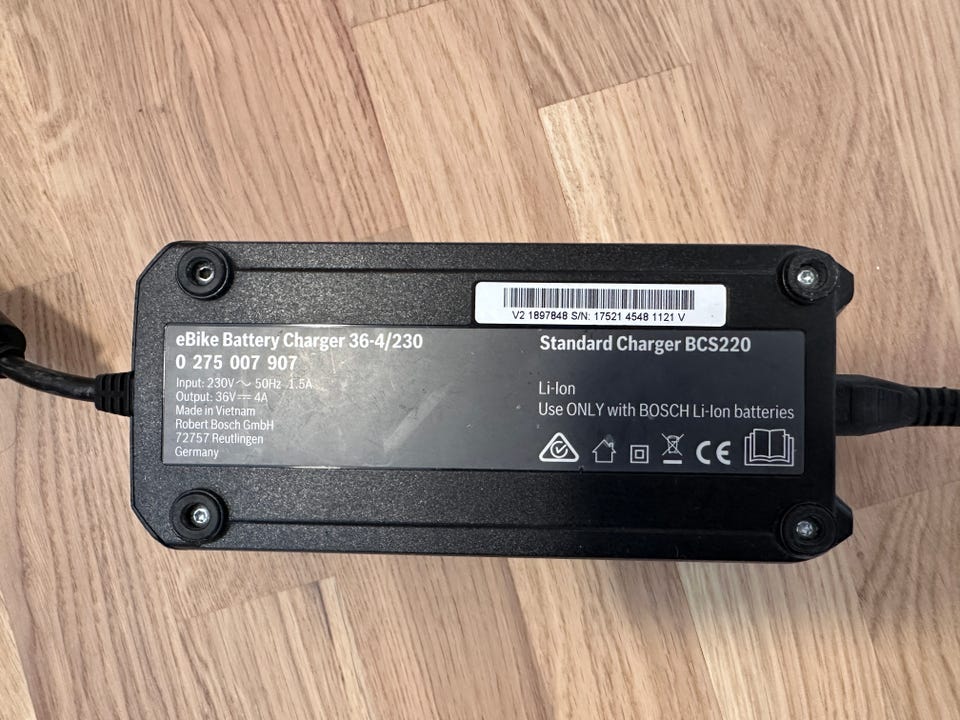 V2 1897848 S/N: 17521 4548 1121 V
eBike Battery Charger 36-4/230
0 275 007 907
Input: 230V ~ 50Hz 1.5A
Output: 36V ⎓ 4A
Made in Vietnam
Robert Bosch GmbH
72757 Reutlingen
Germany
Standard Charger BCS220
Li-Ion
Use ONLY with BOSCH Li-Ion batteries
CE